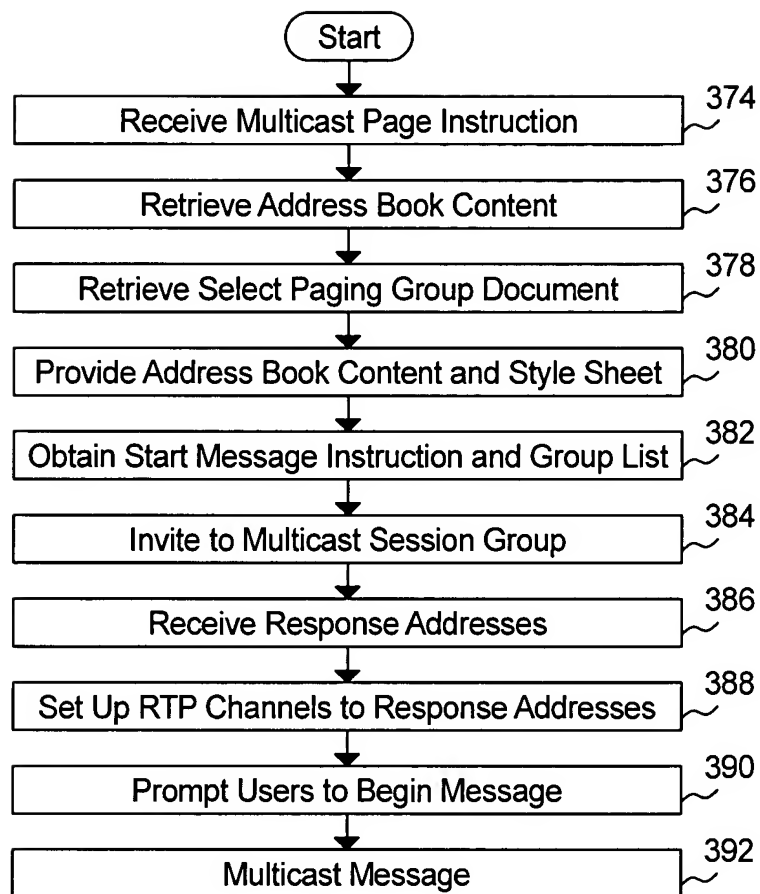 Start
374
Receive Multicast Page Instruction
376
Retrieve Address Book Content
378
Retrieve Select Paging Group Document
380
Provide Address Book Content and Style Sheet
382
Obtain Start Message Instruction and Group List
384
Invite to Multicast Session Group
386
Receive Response Addresses
388
Set Up RTP Channels to Response Addresses
390
Prompt Users to Begin Message
392
Multicast Message